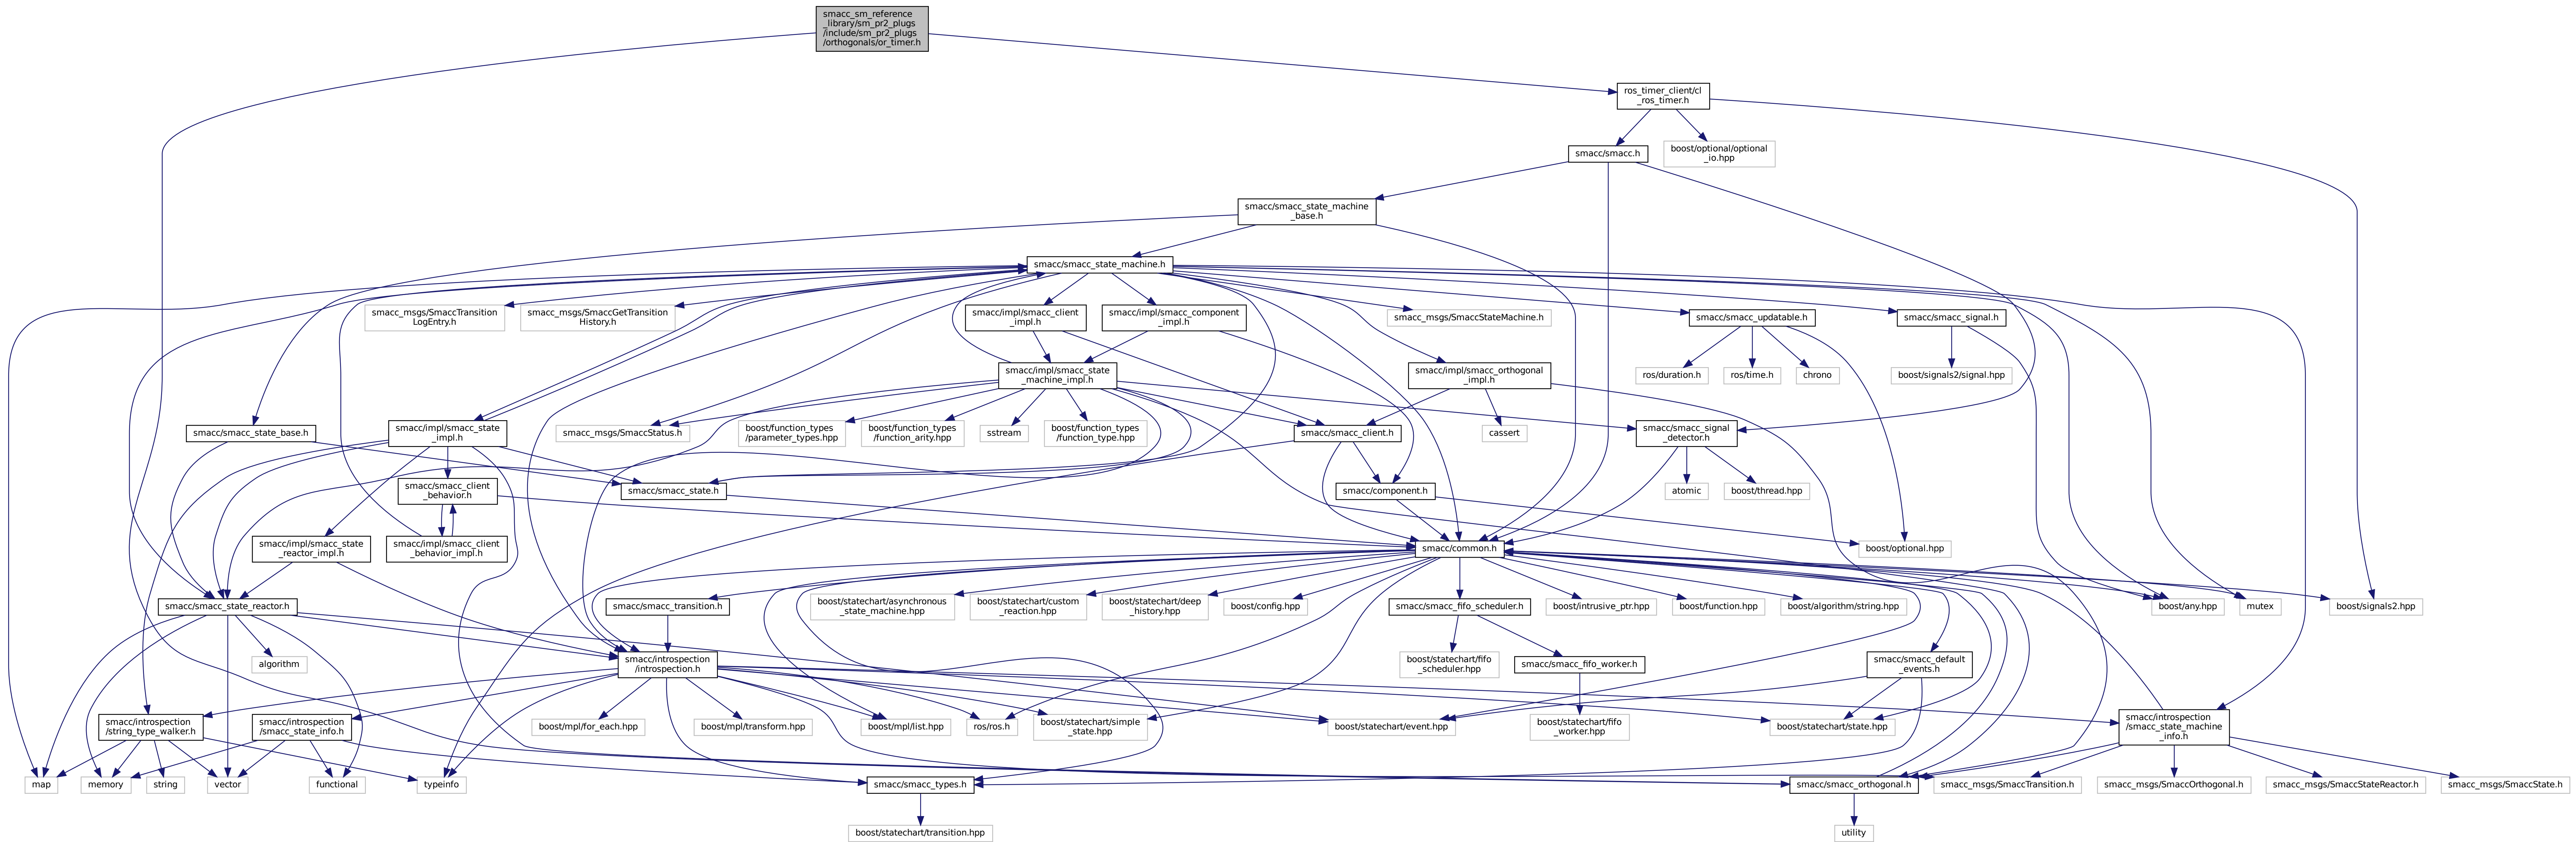 smacc_sm_reference
_library/sm_pr2_plugs
/include/sm_pr2_plugs
/orthogonals/or_timer.h
ros_timer_client/cl
_ros_timer.h
smacc/smacc.h
boost/optional/optional
_io.hpp
smacc/smacc_state_machine
_base.h
smacc/smacc_state_machine.h
smacc_msgs/SmaccTransition
LogEntry.h
smacc_msgs/SmaccGetTransition
History.h
smacc/impl/smacc_client
_impl.h
smacc/impl/smacc_component
_impl.h
smacc_msgs/SmaccStateMachine.h
smacc/smacc_updatable.h
smacc/smacc_signal.h
smacc/impl/smacc_state
_machine_impl.h
smacc/impl/smacc_orthogonal
_impl.h
ros/duration.h
ros/time.h
chrono
boost/signals2/signal.hpp
smacc/smacc_state_base.h
smacc/impl/smacc_state
_impl.h
smacc_msgs/SmaccStatus.h
boost/function_types
/parameter_types.hpp
boost/function_types
/function_arity.hpp
sstream
boost/function_types
/function_type.hpp
smacc/smacc_client.h
cassert
smacc/smacc_signal
_detector.h
smacc/smacc_client
_behavior.h
smacc/smacc_state.h
smacc/component.h
atomic
boost/thread.hpp
smacc/impl/smacc_state
_reactor_impl.h
smacc/impl/smacc_client
_behavior_impl.h
smacc/common.h
boost/optional.hpp
smacc/smacc_state_reactor.h
smacc/smacc_transition.h
boost/statechart/asynchronous
_state_machine.hpp
boost/statechart/custom
_reaction.hpp
boost/statechart/deep
_history.hpp
boost/config.hpp
smacc/smacc_fifo_scheduler.h
boost/intrusive_ptr.hpp
boost/function.hpp
boost/algorithm/string.hpp
boost/any.hpp
mutex
boost/signals2.hpp
algorithm
smacc/introspection
/introspection.h
boost/statechart/fifo
_scheduler.hpp
smacc/smacc_fifo_worker.h
smacc/smacc_default
_events.h
smacc/introspection
/string_type_walker.h
smacc/introspection
/smacc_state_info.h
boost/mpl/for_each.hpp
boost/mpl/transform.hpp
boost/mpl/list.hpp
ros/ros.h
boost/statechart/simple
_state.hpp
boost/statechart/event.hpp
boost/statechart/fifo
_worker.hpp
boost/statechart/state.hpp
smacc/introspection
/smacc_state_machine
_info.h
map
memory
string
vector
functional
typeinfo
smacc/smacc_types.h
smacc/smacc_orthogonal.h
smacc_msgs/SmaccTransition.h
smacc_msgs/SmaccOrthogonal.h
smacc_msgs/SmaccStateReactor.h
smacc_msgs/SmaccState.h
boost/statechart/transition.hpp
utility